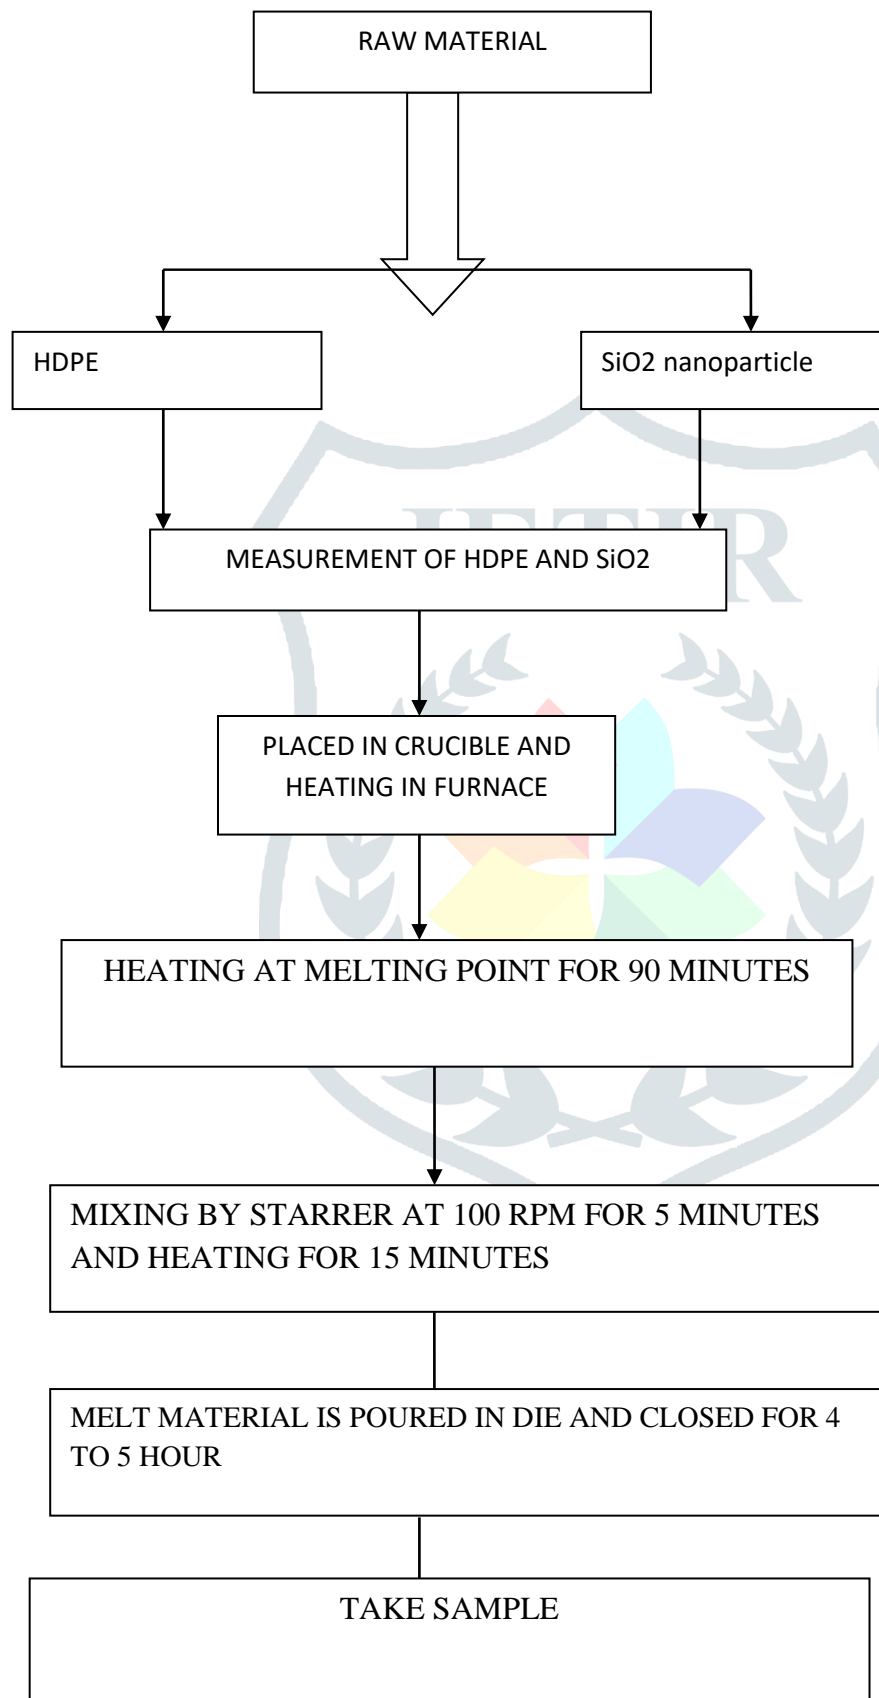 RAW MATERIAL
HDPE
SiO2 nanoparticle
JETIR
MEASUREMENT OF HDPE AND SiO2
PLACED IN CRUCIBLE AND
HEATING IN FURNACE
HEATING AT MELTING POINT FOR 90 MINUTES
MIXING BY STARRER AT 100 RPM FOR 5 MINUTES
AND HEATING FOR 15 MINUTES
MELT MATERIAL IS POURED IN DIE AND CLOSED FOR 4
TO 5 HOUR
TAKE SAMPLE